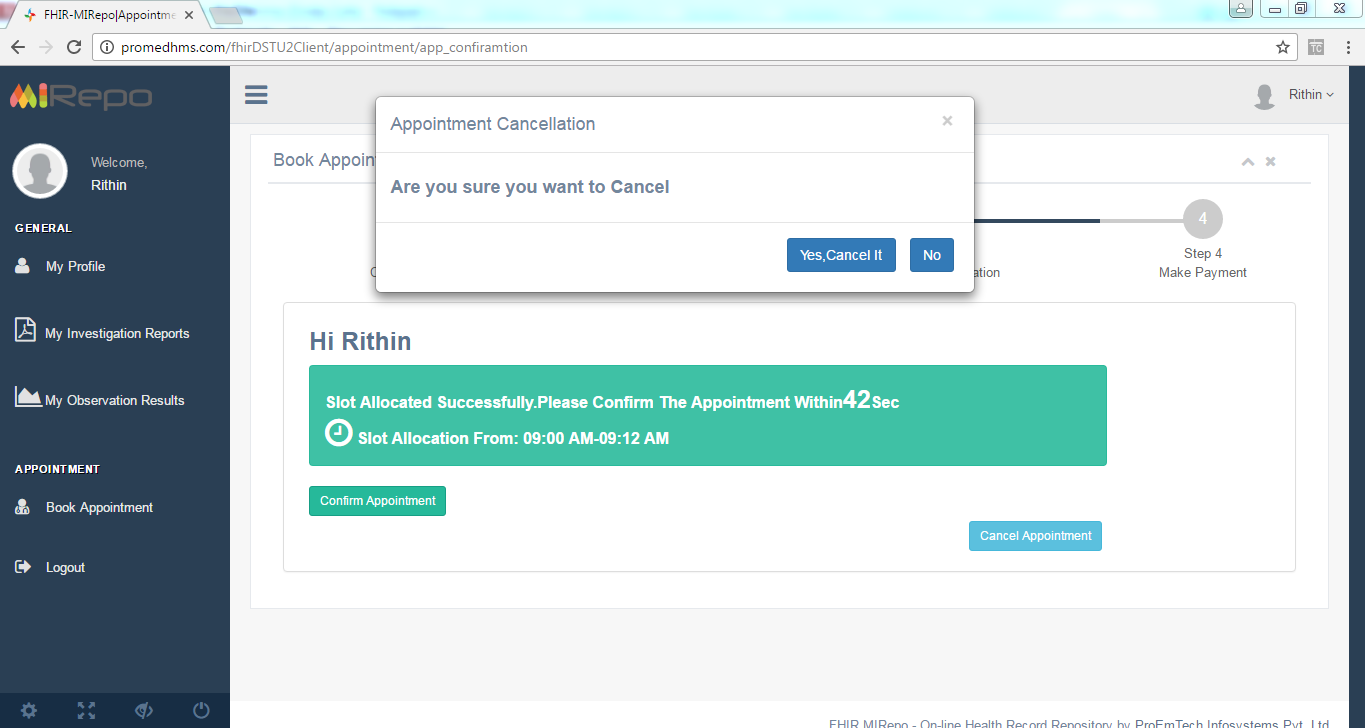 FHIR-MIRepo|Appointme
promedhms.com/fhirDSTU2Client/appointment/app_confiramtion
TC
MIRepo
Rithin
Welcome,
Rithin
GENERAL
My Profile
My Investigation Reports
My Observation Results
APPOINTMENT
Book Appointment
Logout
Appointment Cancellation
×
Are you sure you want to Cancel
Yes,Cancel It
No
Book Appoin
4
Step 4
Make Payment
C
ation
Hi Rithin
Slot Allocated Successfully.Please Confirm The Appointment Within42Sec
Slot Allocation From: 09:00 AM-09:12 AM
Confirm Appointment
Cancel Appointment
FHIR MIRepo - On-line Health Record Repository by ProEmTech Infosystems Pvt. Ltd